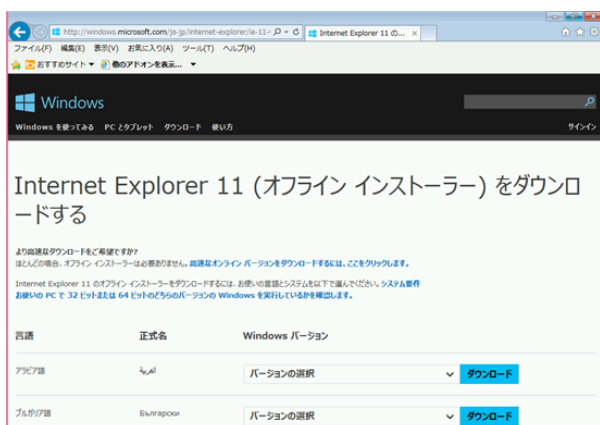 http://windows.microsoft.com/ja-jp/internet-explorer/ie-11-
Internet Explorer 11 の...
ファイル(F) 編集(E) 表示(V) お気に入り(A) ツール(T) ヘルプ(H)
おすすめサイト ▼ 他のアドオンを表示... ▼
Windows
Windows を使ってみる PC とタブレット ダウンロード 使い方 サインイン
Internet Explorer 11 (オフライン インストーラー) をダウンロ
ードする
より高速なダウンロードをご希望ですか?
ほとんどの場合、オフライン インストーラーは必要ありません。高速なオンライン バージョンをダウンロードするには、ここをクリックします。
Internet Explorer 11 のオフライン インストーラーをダウンロードするには、お使いの言語とシステムを以下で選んでください。システム要件
お使いの PC で 32 ビットまたは 64 ビットのどちらのバージョンの Windows を実行しているかを確認します。
言語 正式名 Windows バージョン
アラビア語 العربية バージョンの選択 ダウンロード
ブルガリア語 Български バージョンの選択 ダウンロード